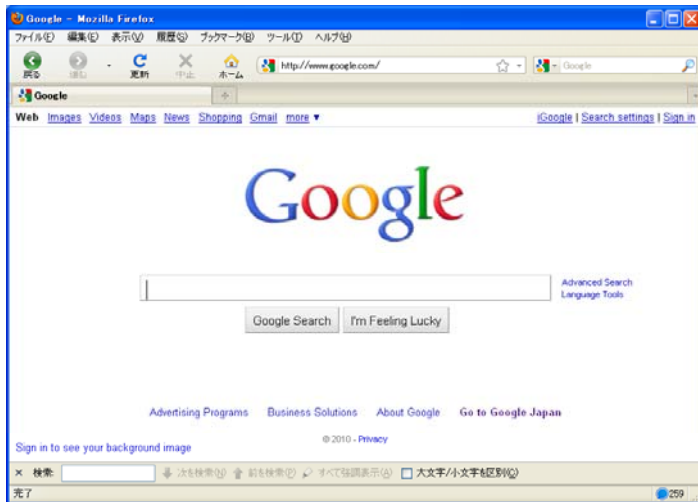 Google - Mozilla Firefox
ファイル(F) 編集(E) 表示(V) 履歴(S) ブックマーク(B) ツール(T) ヘルプ(H)
戻る 進む 更新 中止 ホーム http://www.google.com/ Google
Google
Web Images Videos Maps News Shopping Gmail more ▼ iGoogle | Search settings | Sign in
Google
Advanced Search
Language Tools
Google Search I'm Feeling Lucky
Advertising Programs Business Solutions About Google Go to Google Japan
© 2010 - Privacy
Sign in to see your background image
× 検索: 次を検索(N) 前を検索(P) すべて強調表示(A) 大文字/小文字を区別(C)
完了 259